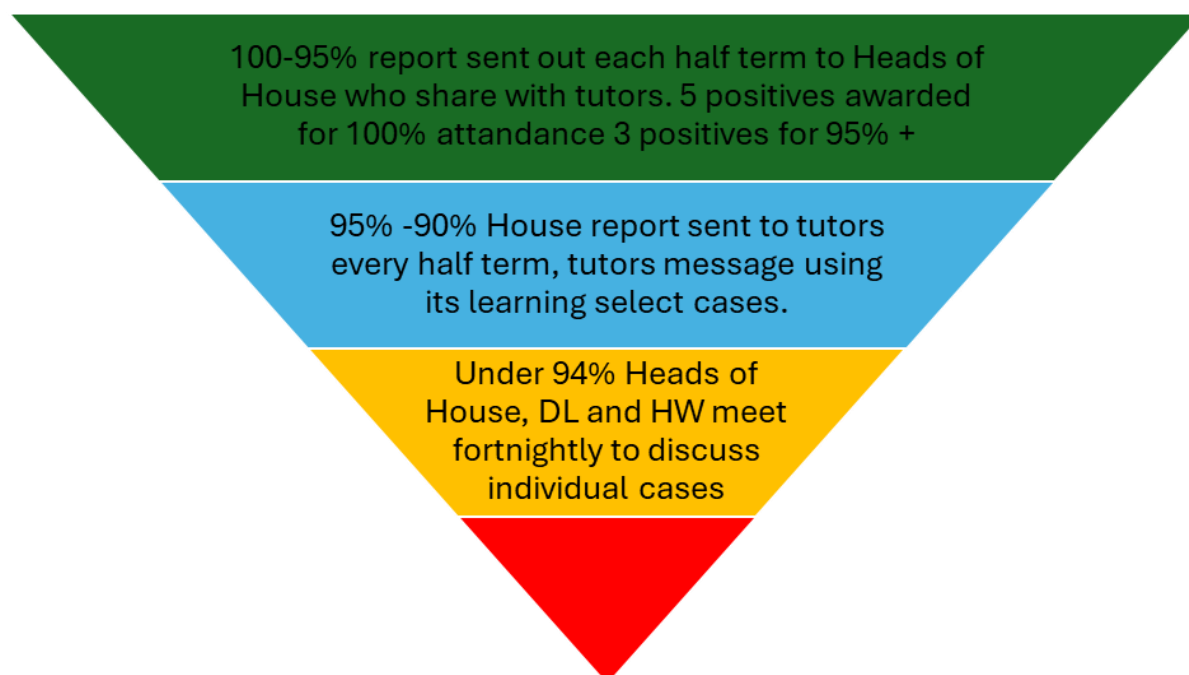 100-95% report sent out each half term to Heads of
House who share with tutors. 5 positives awarded
for 100% attandance 3 positives for 95% +
95% -90% House report sent to tutors
every half term, tutors message using
its learning select cases.
Under 94% Heads of
House, DL and HW meet
fortnightly to discuss
individual cases